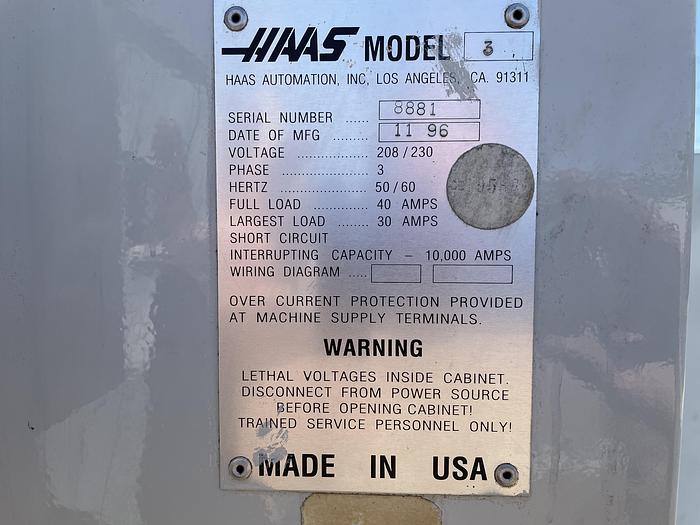 HAAS MODEL 3
HAAS AUTOMATION, INC, LOS ANGELES, CA. 91311
SERIAL NUMBER ...... 8881
DATE OF MFG ......... 11 96
VOLTAGE .................. 208/230
PHASE ...................... 3
HERTZ ...................... 50/60
FULL LOAD ............... 40 AMPS
LARGEST LOAD ........ 30 AMPS
SHORT CIRCUIT
INTERRUPTING CAPACITY – 10,000 AMPS
WIRING DIAGRAM .....
OVER CURRENT PROTECTION PROVIDED
AT MACHINE SUPPLY TERMINALS.
WARNING
LETHAL VOLTAGES INSIDE CABINET.
DISCONNECT FROM POWER SOURCE
BEFORE OPENING CABINET!
TRAINED SERVICE PERSONNEL ONLY!
MADE IN USA